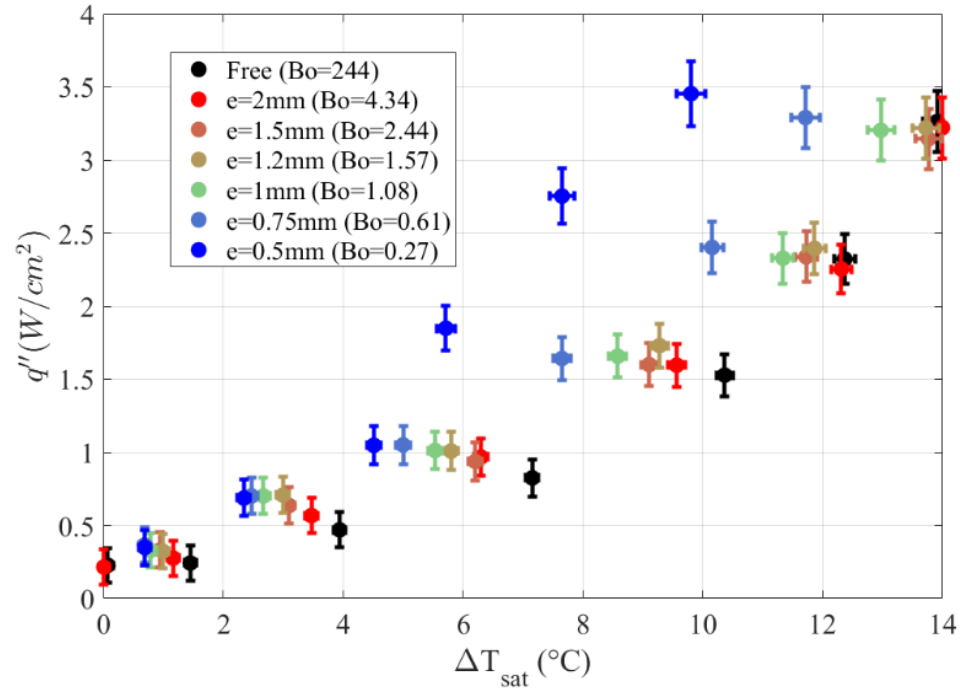 4
3.5
3
2.5
2
1.5
1
0.5
0
q''(W/cm²)
Free (Bo=244)
e=2mm (Bo=4.34)
e=1.5mm (Bo=2.44)
e=1.2mm (Bo=1.57)
e=1mm (Bo=1.08)
e=0.75mm (Bo=0.61)
e=0.5mm (Bo=0.27)
0 2 4 6 8 10 12 14
ΔT_sat (°C)